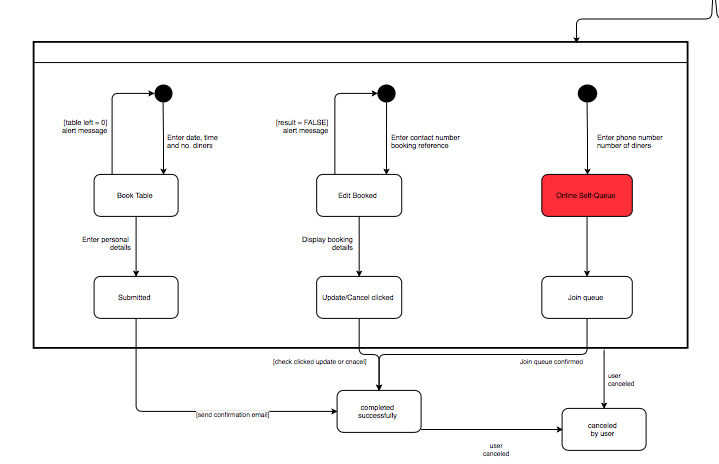 [table left = 0]
alert message
Enter date, time
and no. diners
[result = FALSE]
alert message
Enter contact number
booking reference
Enter phone number
number of diners
Book Table
Edit Booked
Online Self-Queue
Enter personal
details
Display booking
details
Submitted
Update/Cancel clicked
Join queue
[check clicked update or cnacel]
Join queue confirmed
user
canceled
[send confirmation email]
completed
successfully
canceled
by user
user
canceled